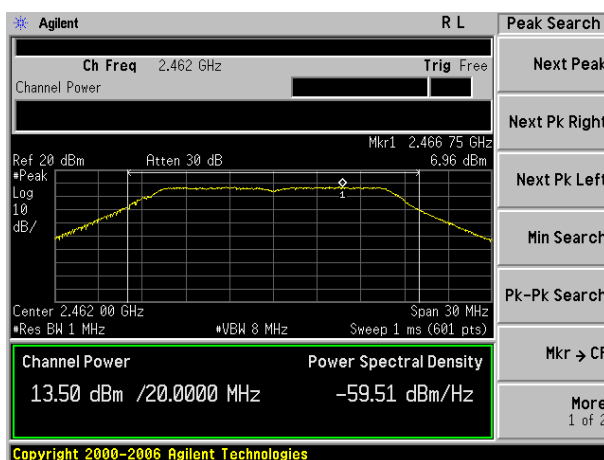 Agilent R L
Ch Freq 2.462 GHz Trig Free
Channel Power
Mkr1 2.466 75 GHz
Ref 20 dBm Atten 30 dB 6.96 dBm
#Peak
Log
10
dB/
1
Center 2.462 00 GHz Span 30 MHz
#Res BW 1 MHz #VBW 8 MHz Sweep 1 ms (601 pts)
Channel Power Power Spectral Density
13.50 dBm /20.0000 MHz -59.51 dBm/Hz
Copyright 2000-2006 Agilent Technologies
Peak Search
Next Peak
Next Pk Right
Next Pk Left
Min Search
Pk-Pk Search
Mkr → CF
More
1 of 2